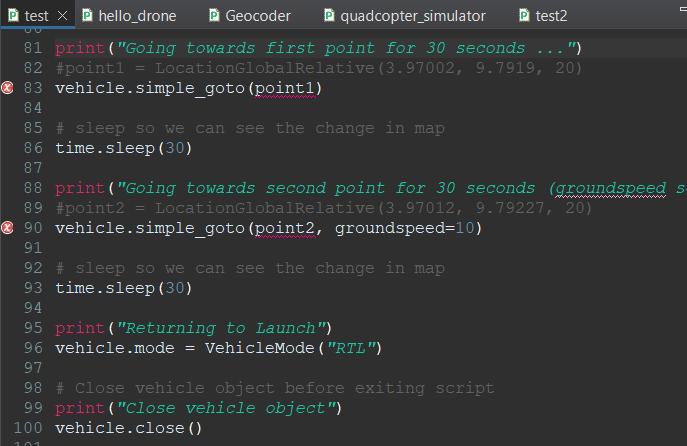 test hello_drone Geocoder quadcopter_simulator test2
81 print("Going towards first point for 30 seconds ...")
82 #point1 = LocationGlobalRelative(3.97002, 9.7919, 20)
83 vehicle.simple_goto(point1)
84
85 # sleep so we can see the change in map
86 time.sleep(30)
87
88 print("Going towards second point for 30 seconds (groundspeed s
89 #point2 = LocationGlobalRelative(3.97012, 9.79227, 20)
90 vehicle.simple_goto(point2, groundspeed=10)
91
92 # sleep so we can see the change in map
93 time.sleep(30)
94
95 print("Returning to Launch")
96 vehicle.mode = VehicleMode("RTL")
97
98 # Close vehicle object before exiting script
99 print("Close vehicle object")
100 vehicle.close()